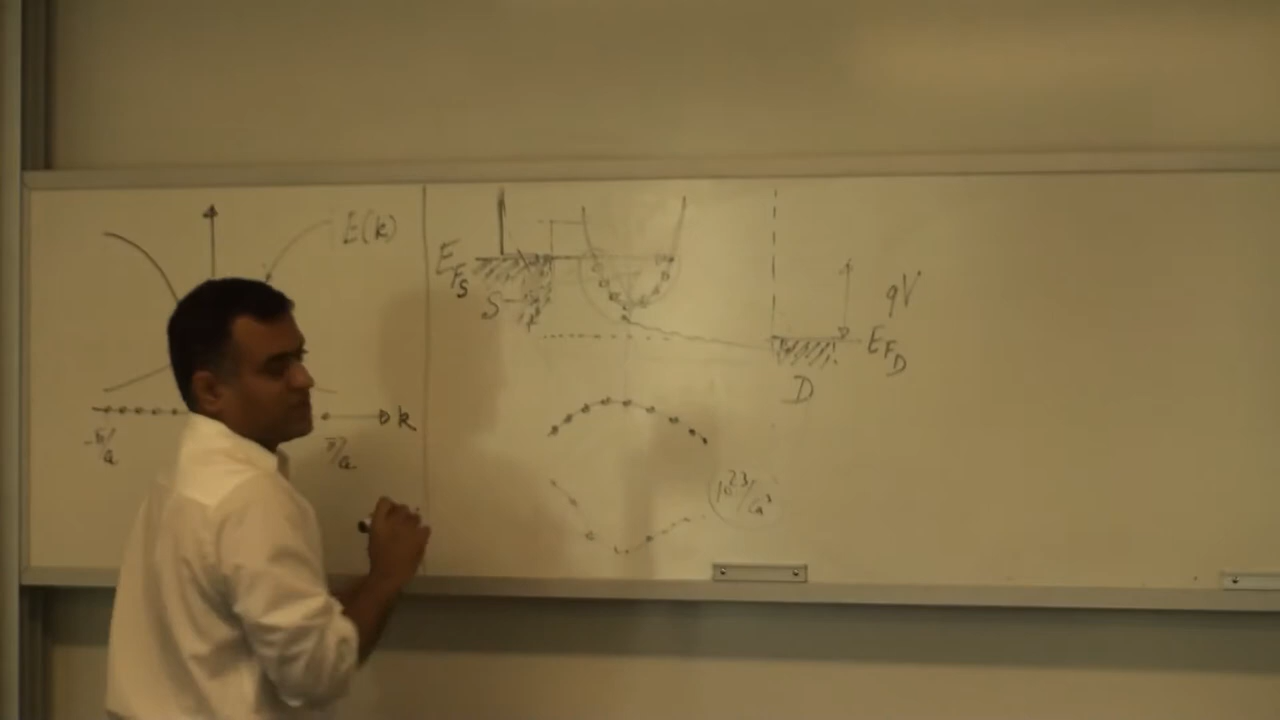 E(k)
k
-π/a
π/a
E_FS
S
qV
E_FD
D
10^23/cm^3